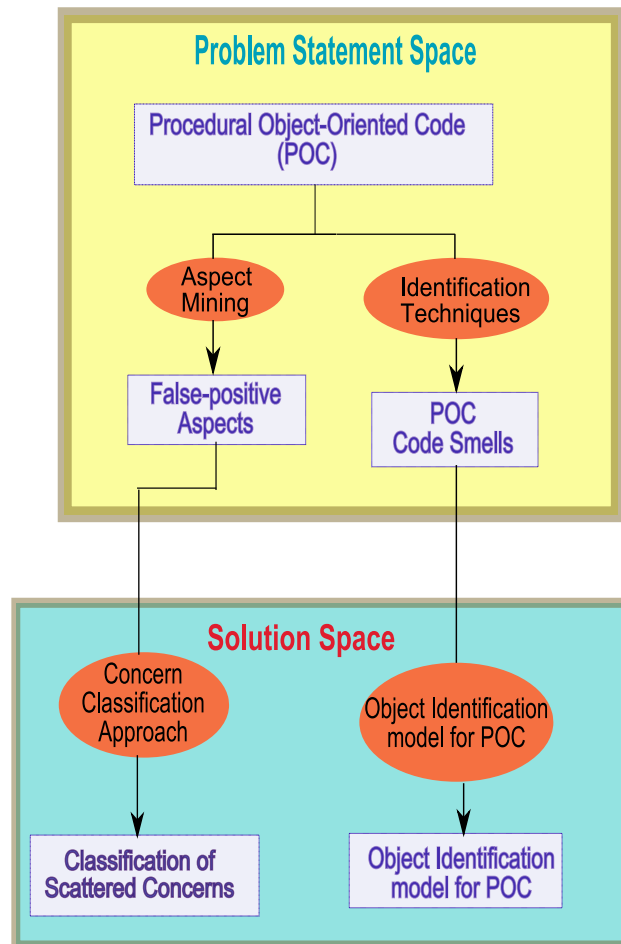 Problem Statement Space
Procedural Object-Oriented Code
(POC)
Aspect
Mining
Identification
Techniques
False-positive
Aspects
POC
Code Smells
Solution Space
Concern
Classification
Approach
Object Identification
model for POC
Classification of
Scattered Concerns
Object Identification
model for POC